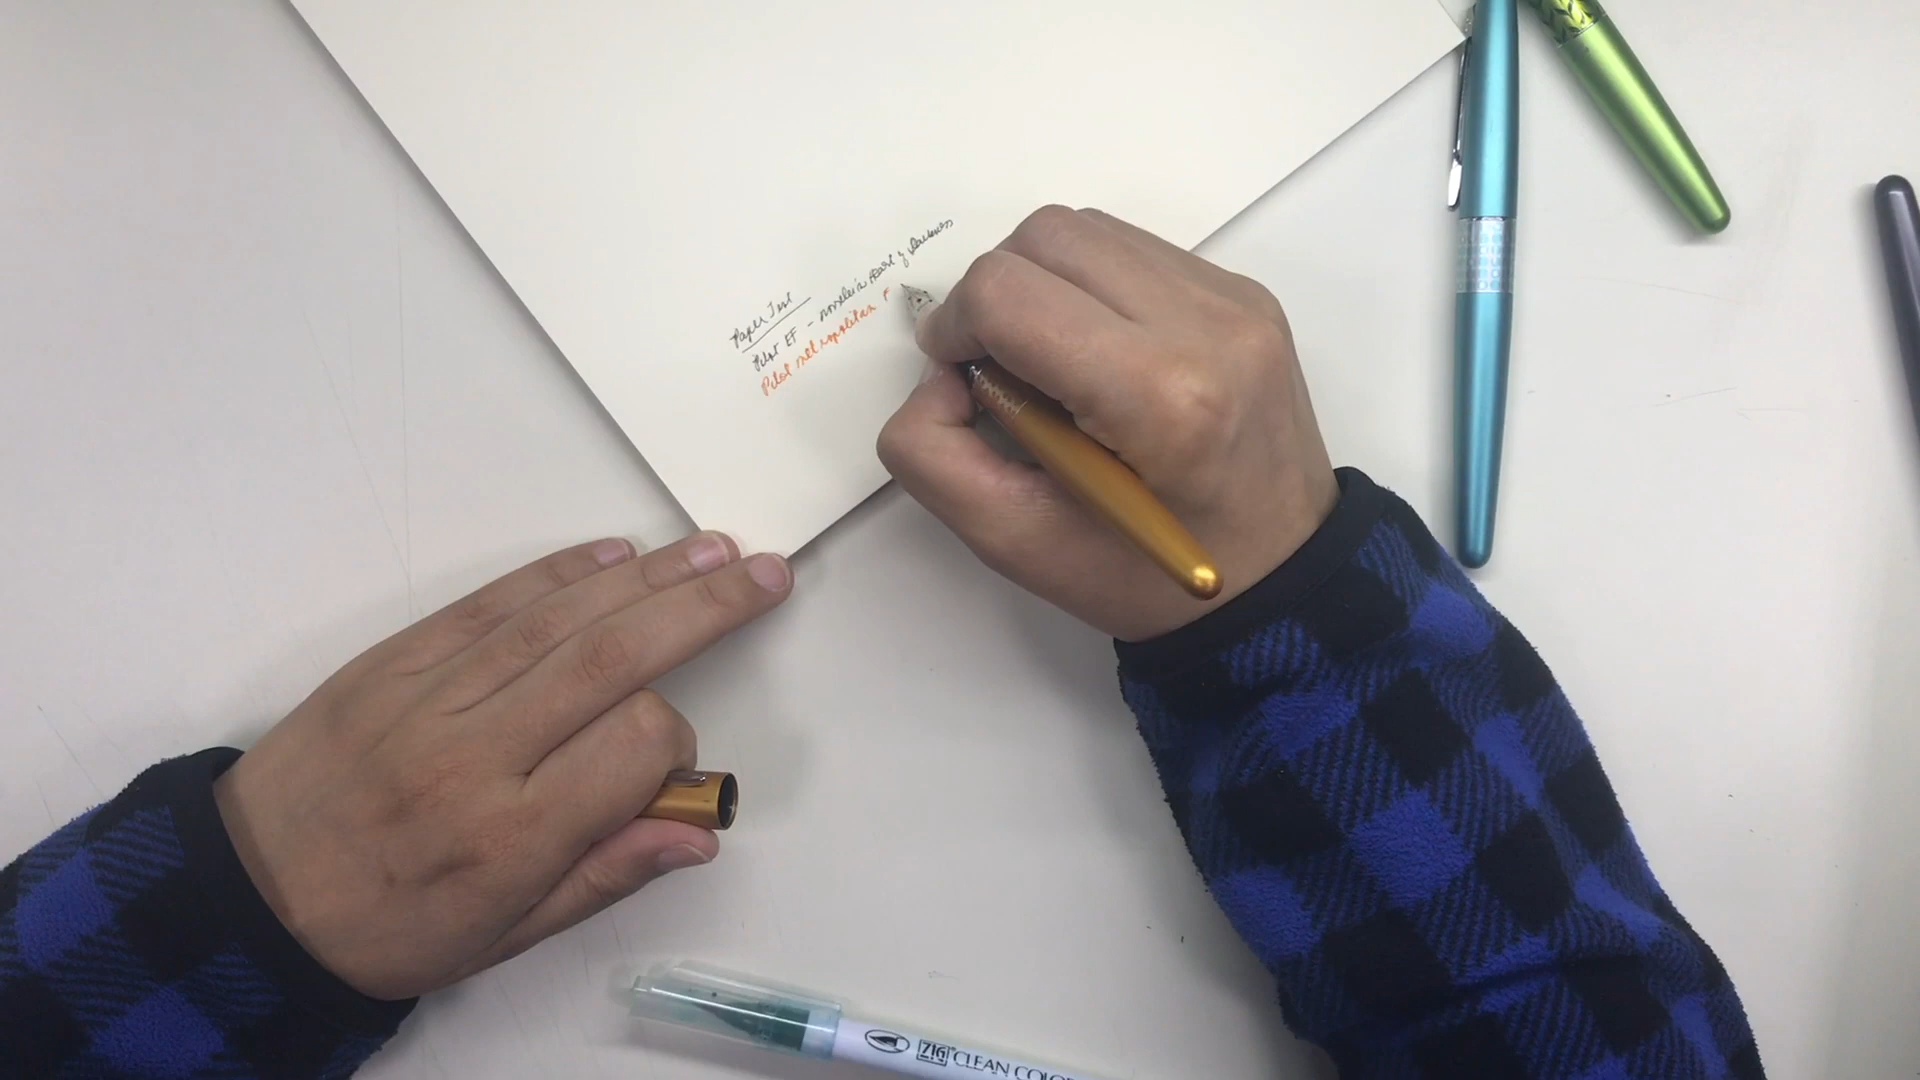 Paper Test
Pilot EF - noodler's Heart of Darkness
Pilot metropolitan F
ZIG CLEAN COLOR